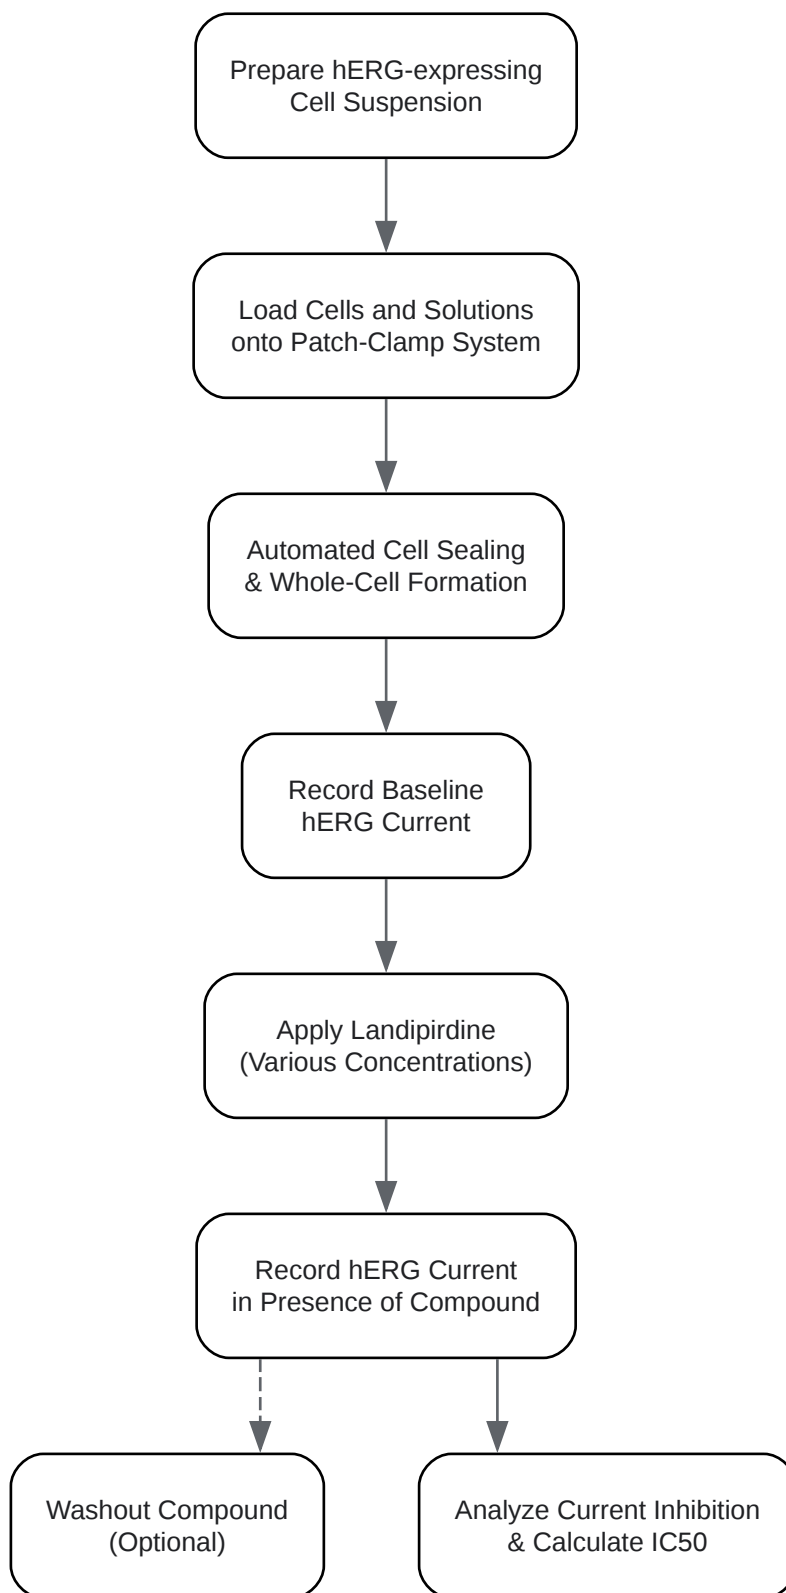 Prepare hERG-expressing
Cell Suspension
Load Cells and Solutions
onto Patch-Clamp System
Automated Cell Sealing
& Whole-Cell Formation
Record Baseline
hERG Current
Apply Landipirdine
(Various Concentrations)
Record hERG Current
in Presence of Compound
Washout Compound
(Optional)
Analyze Current Inhibition
& Calculate IC50